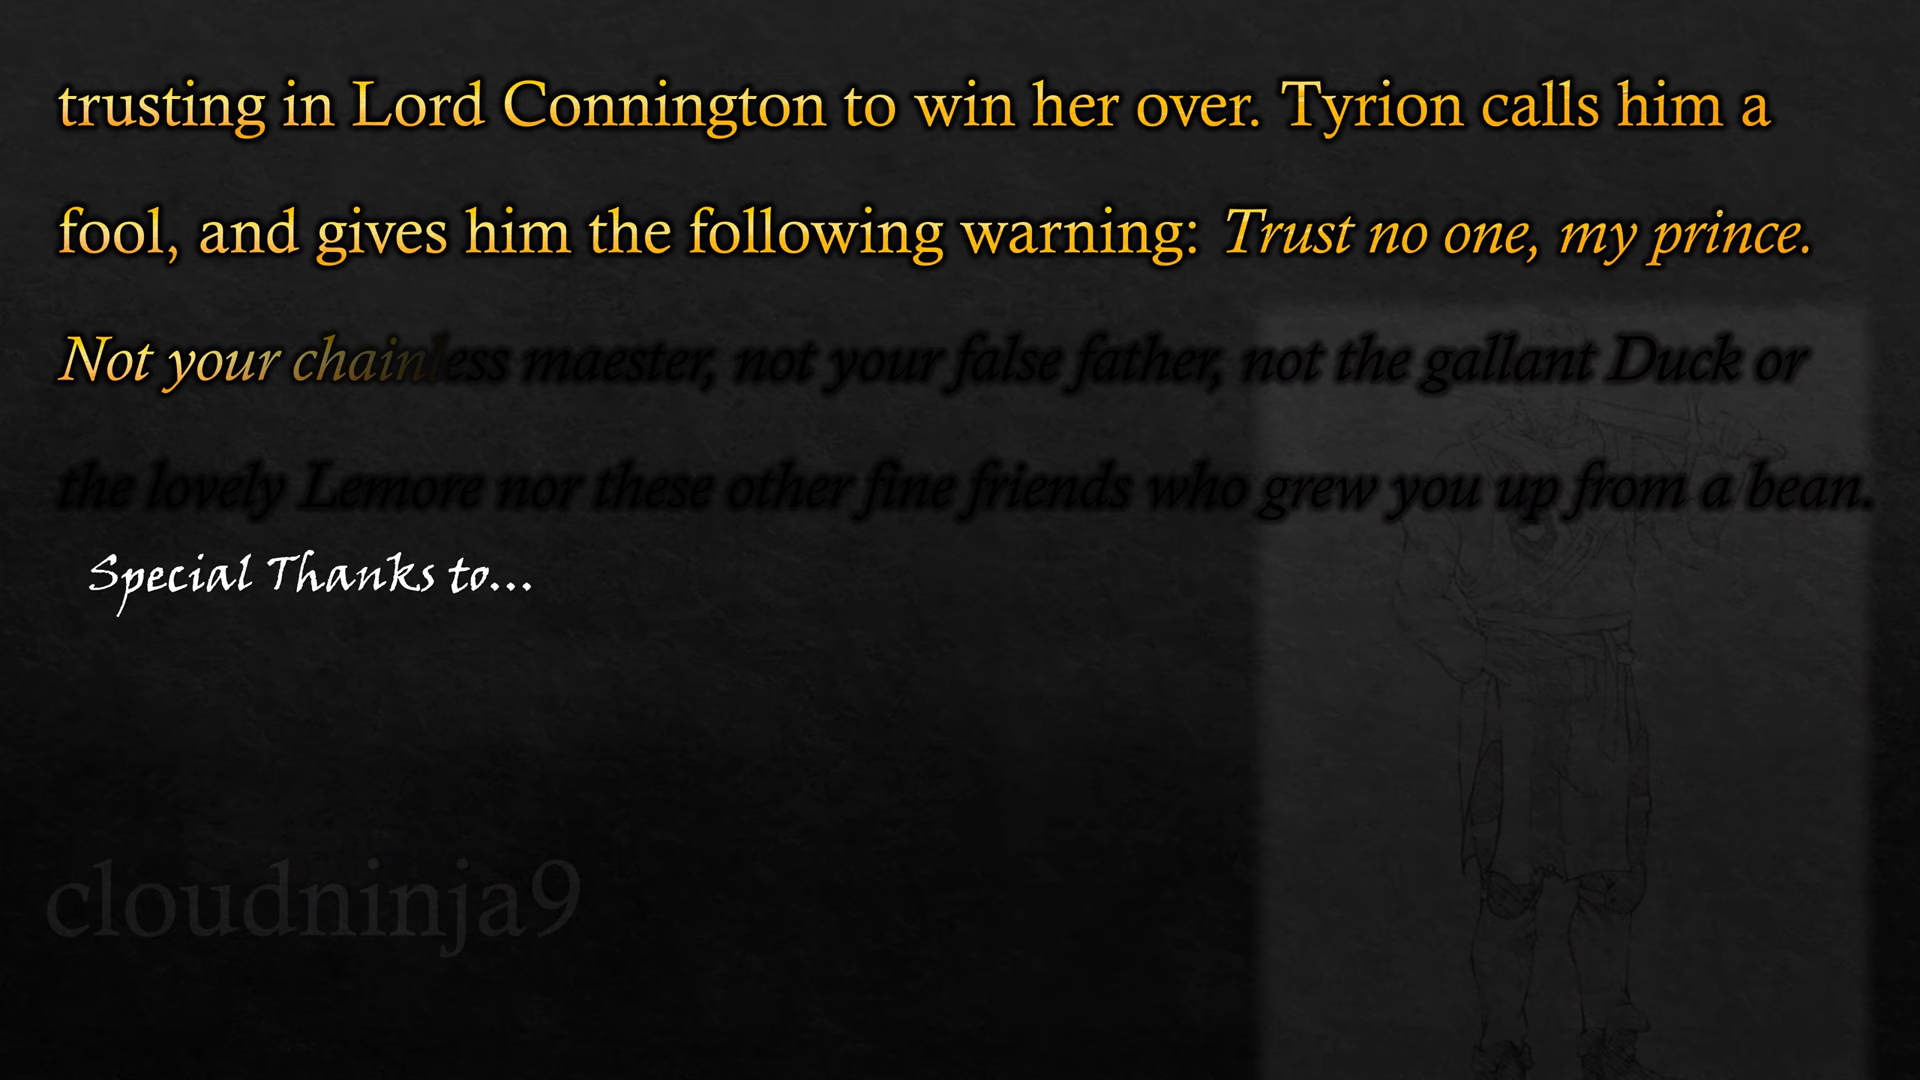 trusting in Lord Connington to win her over. Tyrion calls him a
fool, and gives him the following warning: Trust no one, my prince.
Not your chainless maester, not your false father, not the gallant Duck or
the lovely Lemore nor these other fine friends who grew you up from a bean.
Special Thanks to...
cloudninja9